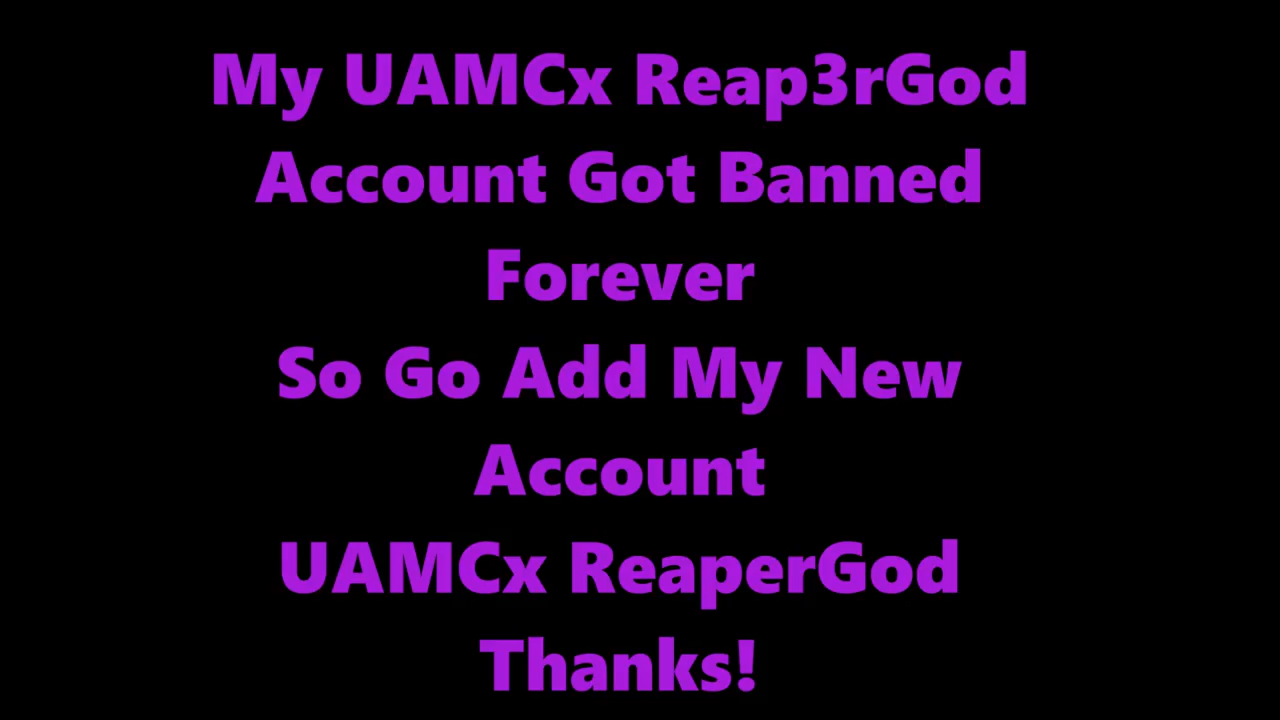 My UAMCx Reap3rGod
Account Got Banned
Forever
So Go Add My New
Account
UAMCx ReaperGod
Thanks!